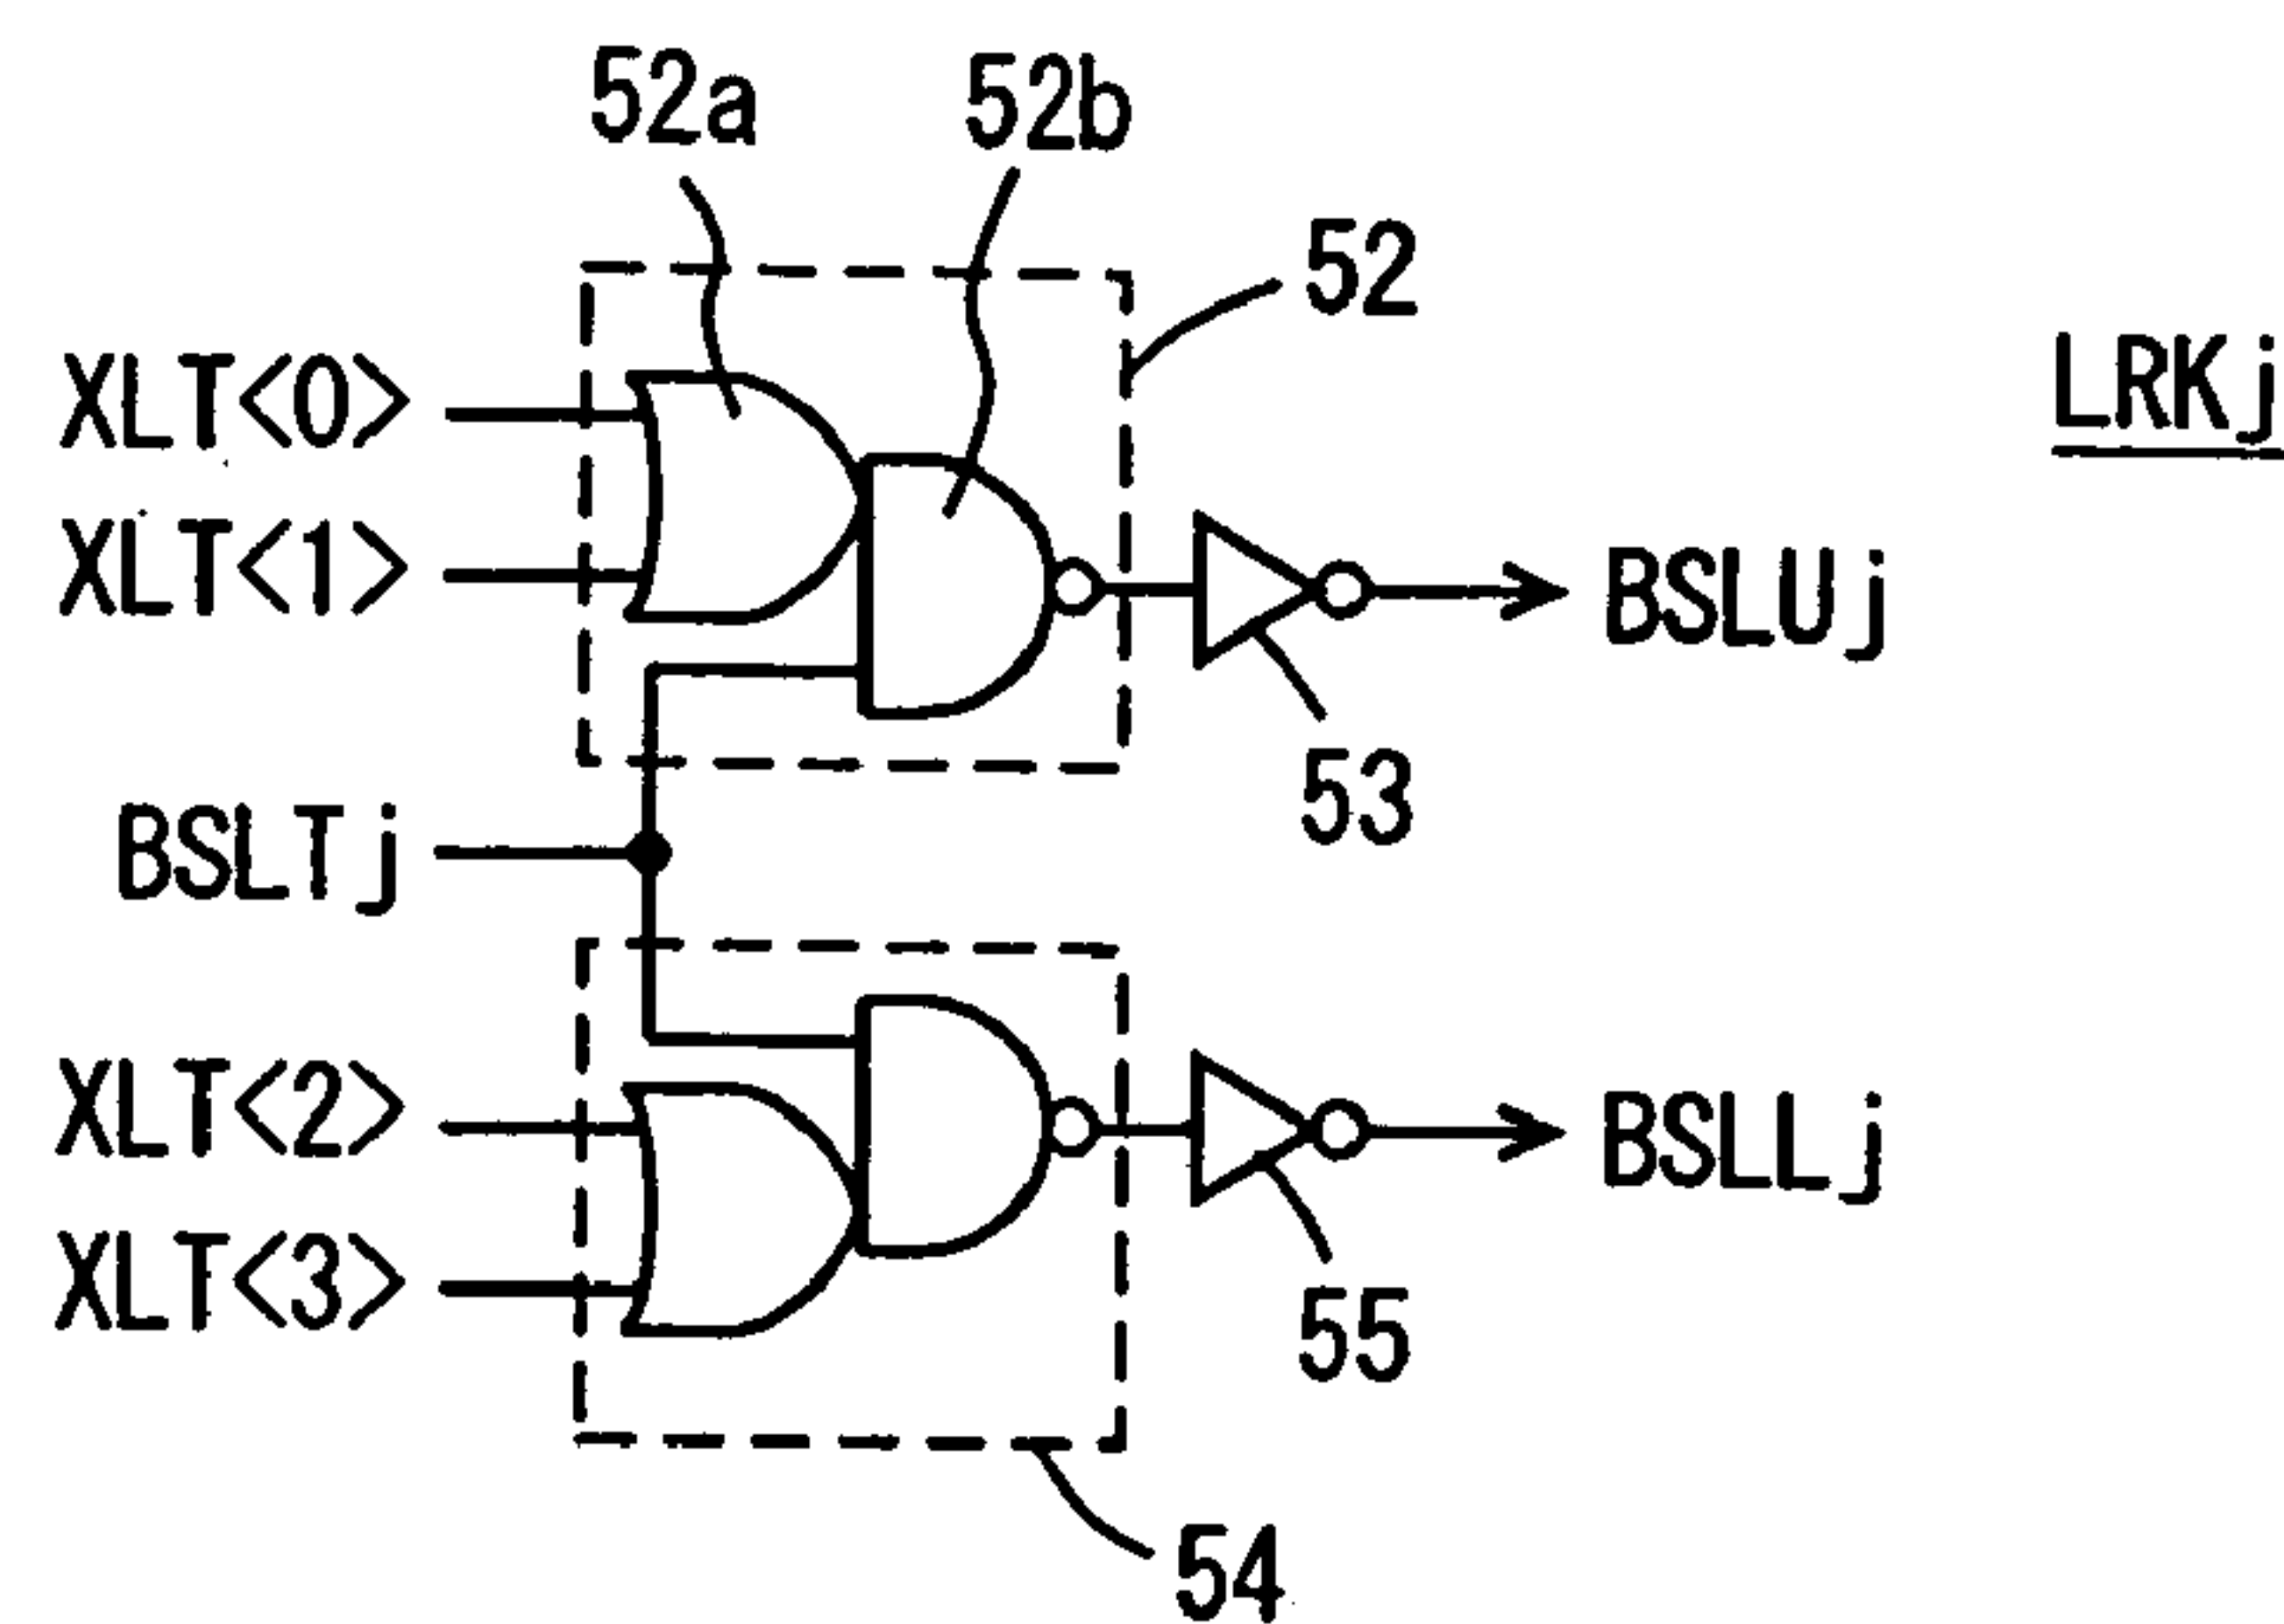 52a
52b
52
XLT<0>
LRKj
XLT<1>
BSLUj
53
BSLTj
XLT<2>
BSLLj
XLT<3>
55
54